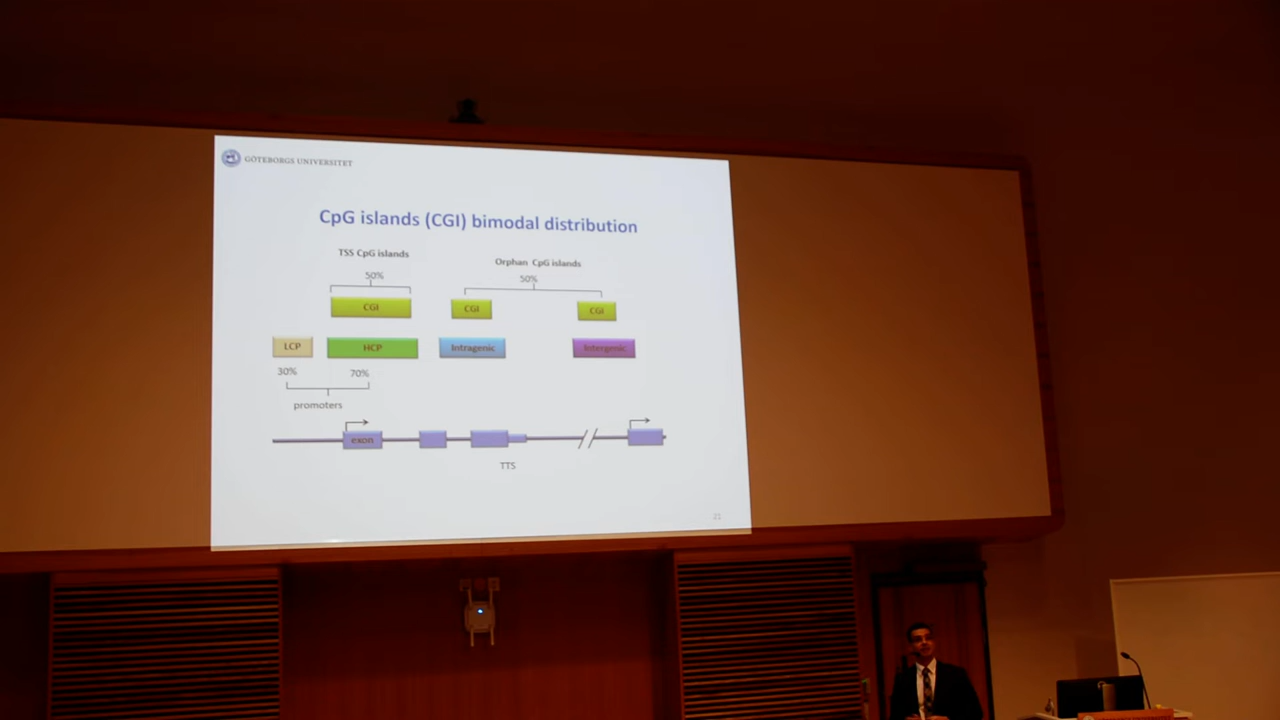 GÖTEBORGS UNIVERSITET
CpG islands (CGI) bimodal distribution
TSS CpG islands
Orphan CpG islands
50%
50%
CGI
CGI
CGI
LCP
HCP
Intragenic
Intergenic
30%
70%
promoters
exon
TTS
21